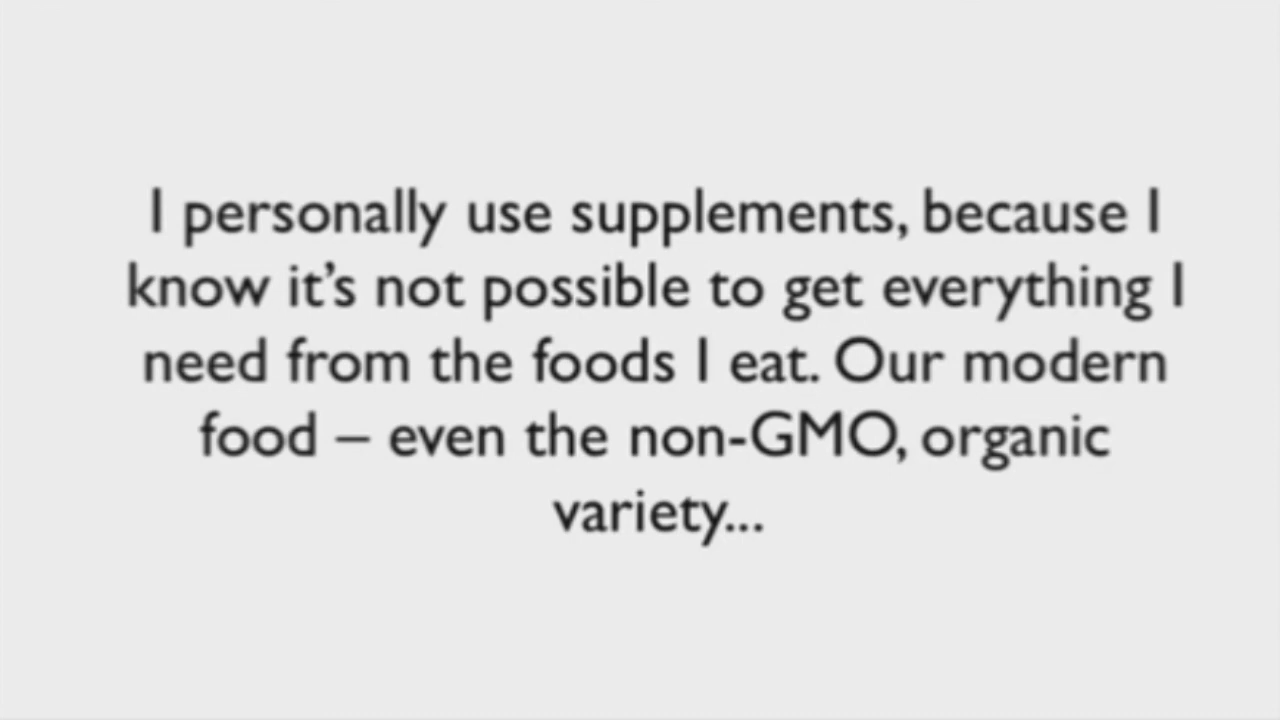 I personally use supplements, because I
know it’s not possible to get everything I
need from the foods I eat. Our modern
food – even the non-GMO, organic
variety...